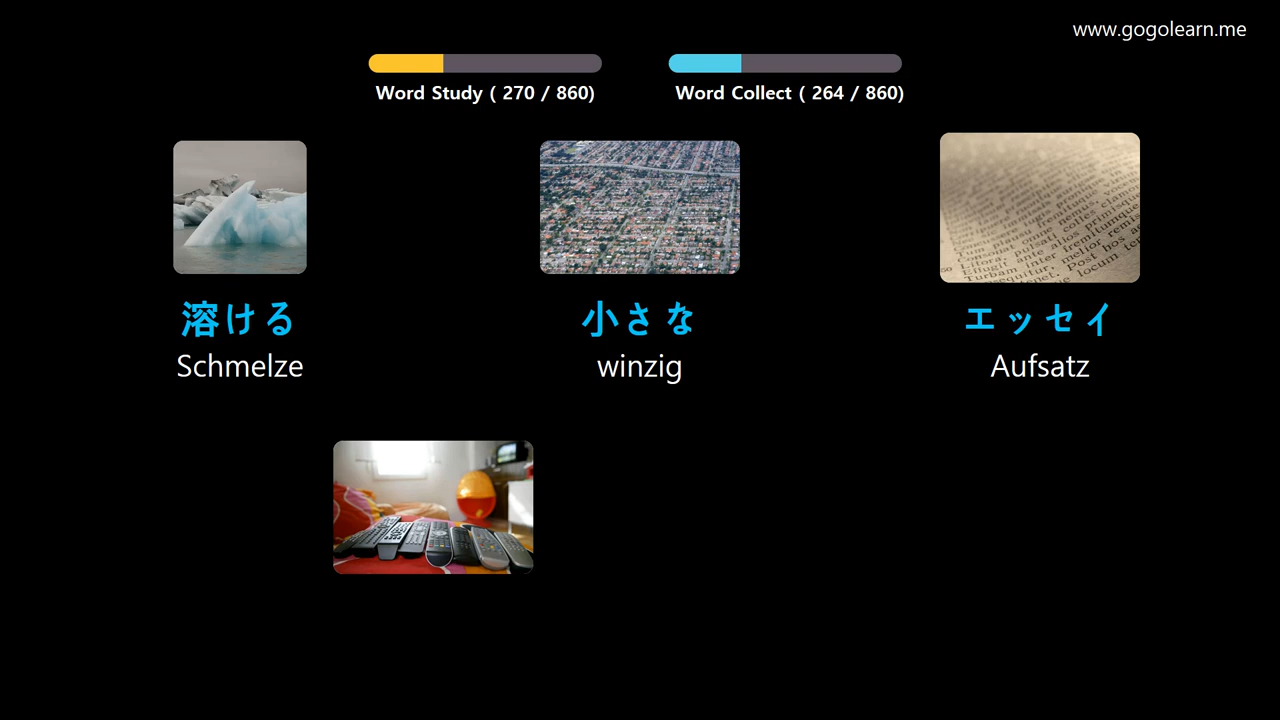 www.gogolearn.me
Word Study ( 270 / 860)
Word Collect ( 264 / 860)
溶ける
Schmelze
小さな
winzig
エッセイ
Aufsatz